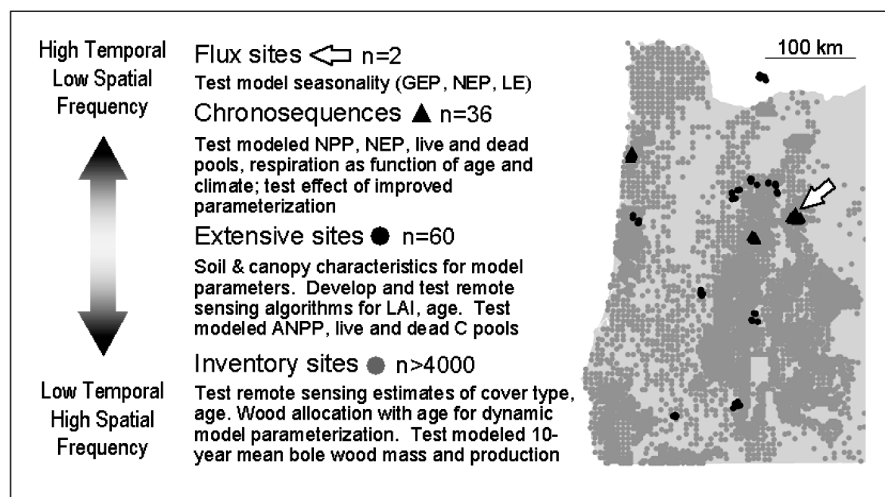 High Temporal
Low Spatial
Frequency
Low Temporal
High Spatial
Frequency
Flux sites n=2
Test model seasonality (GEP, NEP, LE)
Chronosequences n=36
Test modeled NPP, NEP, live and dead
pools, respiration as function of age and
climate; test effect of improved
parameterization
Extensive sites n=60
Soil & canopy characteristics for model
parameters. Develop and test remote
sensing algorithms for LAI, age. Test
modeled ANPP, live and dead C pools
Inventory sites n>4000
Test remote sensing estimates of cover type,
age. Wood allocation with age for dynamic
model parameterization. Test modeled 10-
year mean bole wood mass and production
100 km